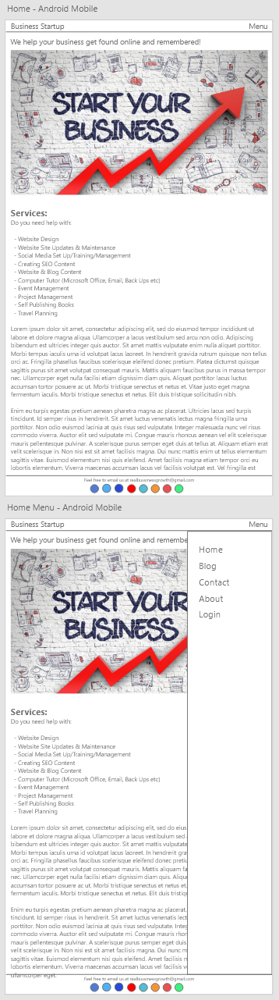 Home - Android Mobile
Business Startup Menu
We help your business get found online and remembered!
START YOUR
BUSINESS
Services:
Do you need help with:
- Website Design
- Website Site Updates & Maintenance
- Social Media Set Up/Training/Management
- Creating SEO Content
- Website & Blog Content
- Computer Tutor (Microsoft Office, Email, Back Ups etc)
- Event Management
- Project Management
- Self Publishing Books
- Travel Planning
Lorem ipsum dolor sit amet, consectetur adipiscing elit, sed do eiusmod tempor incididunt ut
labore et dolore magna aliqua. Ullamcorper a lacus vestibulum sed arcu non odio. Adipiscing
bibendum est ultricies integer quis auctor. Sit amet mattis vulputate enim nulla aliquet porttitor.
Morbi tempus iaculis urna id volutpat lacus laoreet. In hendrerit gravida rutrum quisque non tellus
orci ac. Fringilla phasellus faucibus scelerisque eleifend donec pretium. Platea dictumst quisque
sagittis purus sit amet volutpat consequat mauris. Mattis aliquam faucibus purus in massa tempor
nec. Ullamcorper eget nulla facilisi etiam dignissim diam quis. Aliquet porttitor lacus luctus
accumsan tortor posuere ac ut. Morbi tristique senectus et netus et. Vitae justo eget magna
fermentum iaculis. Morbi tristique senectus et netus et. Morbi tristique sollicitudin nibh.
Enim eu turpis egestas pretium aenean pharetra magna ac placerat. Ultricies lacus sed turpis
tincidunt. Id semper risus in hendrerit. Sit amet luctus venenatis lectus magna fringilla urna
porttitor. Non odio euismod lacinia at quis risus sed vulputate. Integer malesuada nunc vel risus
commodo viverra. Auctor elit sed vulputate mi. Congue mauris rhoncus aenean vel elit scelerisque
mauris pellentesque pulvinar. A scelerisque purus semper eget duis at tellus at. Aliquam etiam erat
velit scelerisque in. Non nisi est sit amet facilisis magna. Dui nunc mattis enim ut tellus elementum
sagittis vitae. Euismod elementum nisi quis eleifend. Amet facilisis magna etiam tempor orci eu
lobortis elementum. Viverra maecenas accumsan lacus vel facilisis volutpat est. Vel fringilla est
Feel free to email us at realbusinessgrowth@gmail.com
Home Menu - Android Mobile
Business Startup Menu
We help your business get found online and remembe
Home
Blog
Contact
About
Login
START YOUR
BUSINESS
Services:
Do you need help with:
- Website Design
- Website Site Updates & Maintenance
- Social Media Set Up/Training/Management
- Creating SEO Content
- Website & Blog Content
- Computer Tutor (Microsoft Office, Email, Back Ups etc)
- Event Management
- Project Management
- Self Publishing Books
- Travel Planning
Lorem ipsum dolor sit amet, consectetur adipiscing elit, sed do eius
labore et dolore magna aliqua. Ullamcorper a lacus vestibulum sed
bibendum est ultricies integer quis auctor. Sit amet mattis vulputate
Morbi tempus iaculis urna id volutpat lacus laoreet. In hendrerit gra
orci ac. Fringilla phasellus faucibus scelerisque eleifend donec pretiu
sagittis purus sit amet volutpat consequat mauris. Mattis aliquam fa
nec. Ullamcorper eget nulla facilisi etiam dignissim diam quis. Aliqu
accumsan tortor posuere ac ut. Morbi tristique senectus et netus et.
fermentum iaculis. Morbi tristique senectus et netus et. Morbi tristiq
Enim eu turpis egestas pretium aenean pharetra magna ac placerat.
tincidunt. Id semper risus in hendrerit. Sit amet luctus venenatis lect
porttitor. Non odio euismod lacinia at quis risus sed vulputate. Integ
commodo viverra. Auctor elit sed vulputate mi. Congue mauris rhor
mauris pellentesque pulvinar. A scelerisque purus semper eget duis
velit scelerisque in. Non nisi est sit amet facilisis magna. Dui nunc m
sagittis vitae. Euismod elementum nisi quis eleifend. Amet facilisis n
lobortis elementum. Viverra maecenas accumsan lacus vel facilisis v
ullamcorper eget.
Feel free to email us at realbusinessgrowth@gmail.com